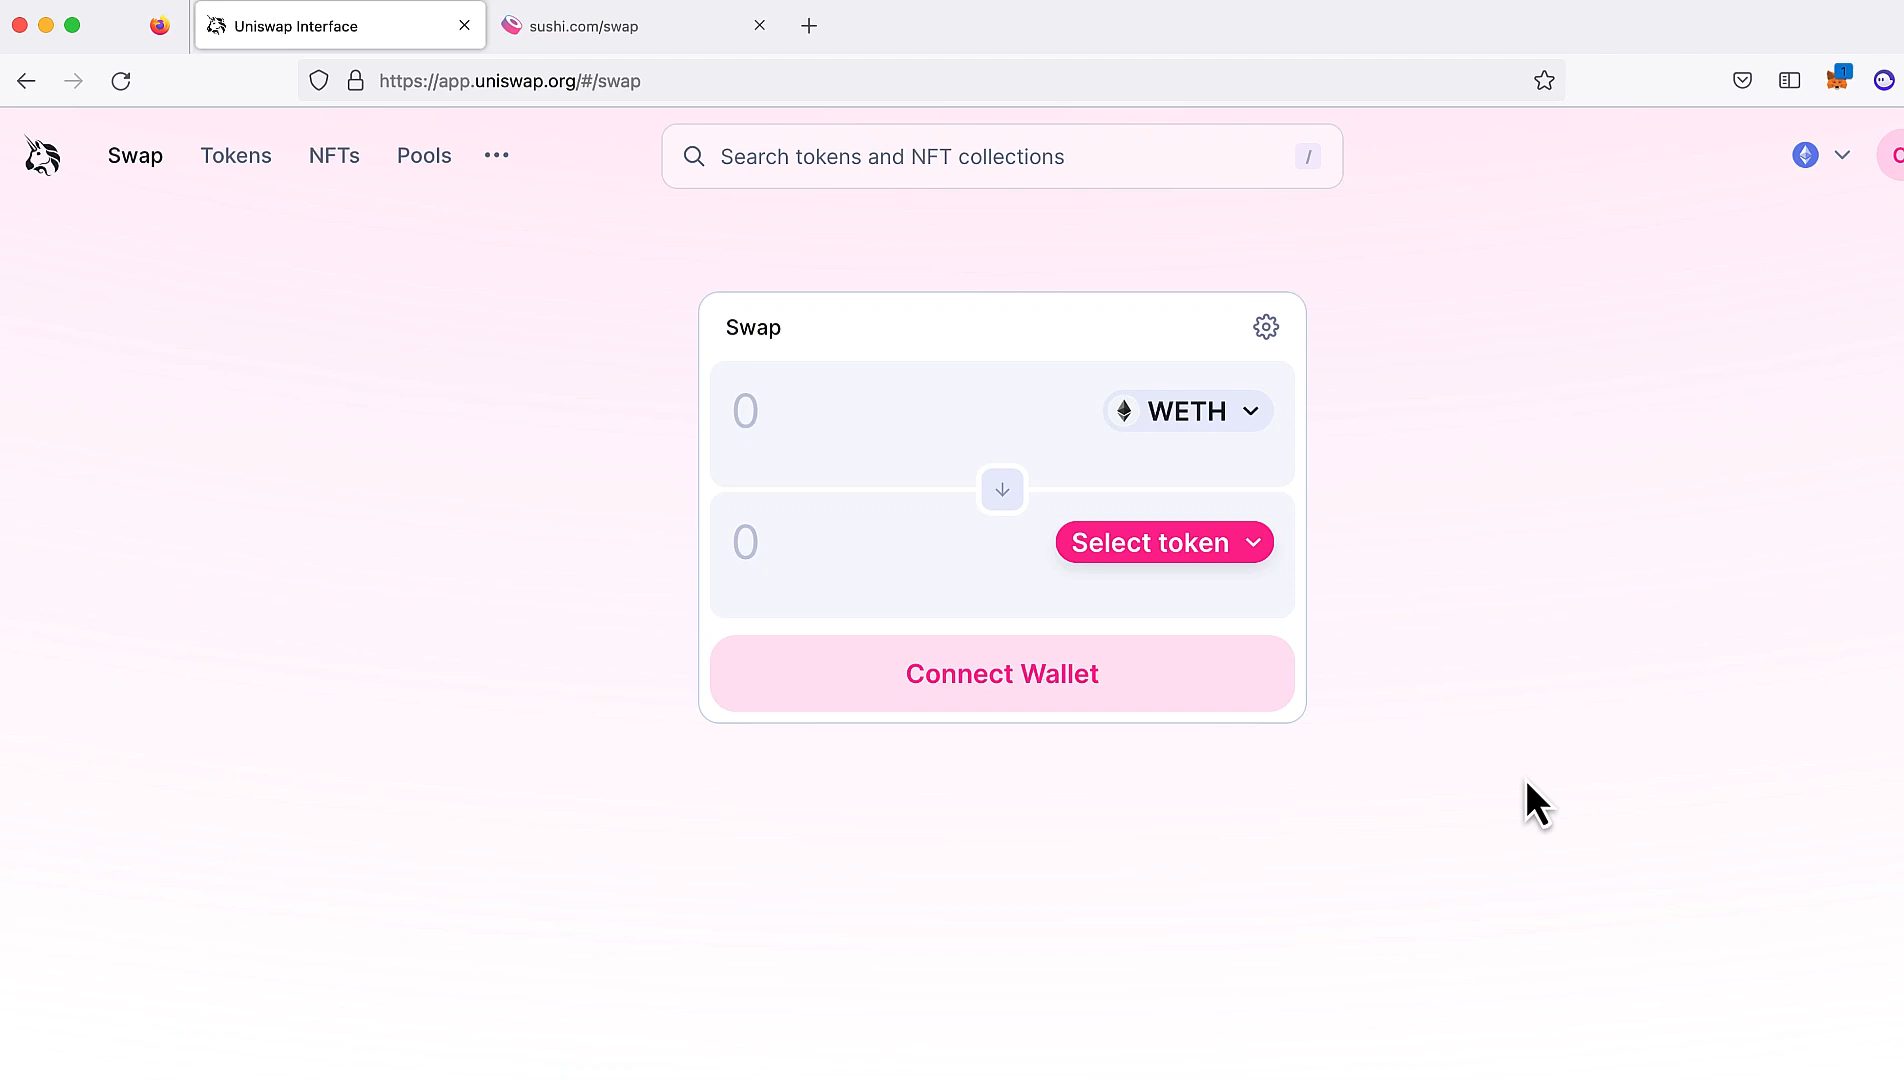 Uniswap Interface
sushi.com/swap
https://app.uniswap.org/#/swap
1
Swap
Tokens
NFTs
Pools
Search tokens and NFT collections
/
Swap
0
WETH
0
Select token
Connect Wallet